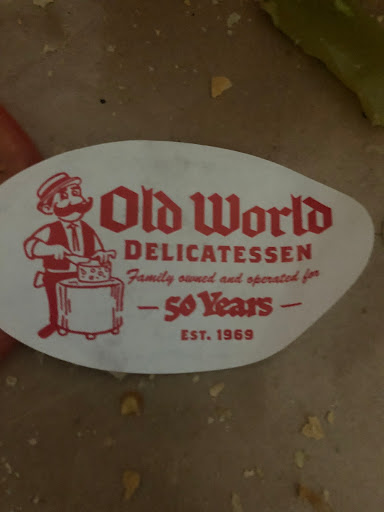 Old World
DELICATESSEN
Family owned and operated for
— 50 Years —
EST. 1969